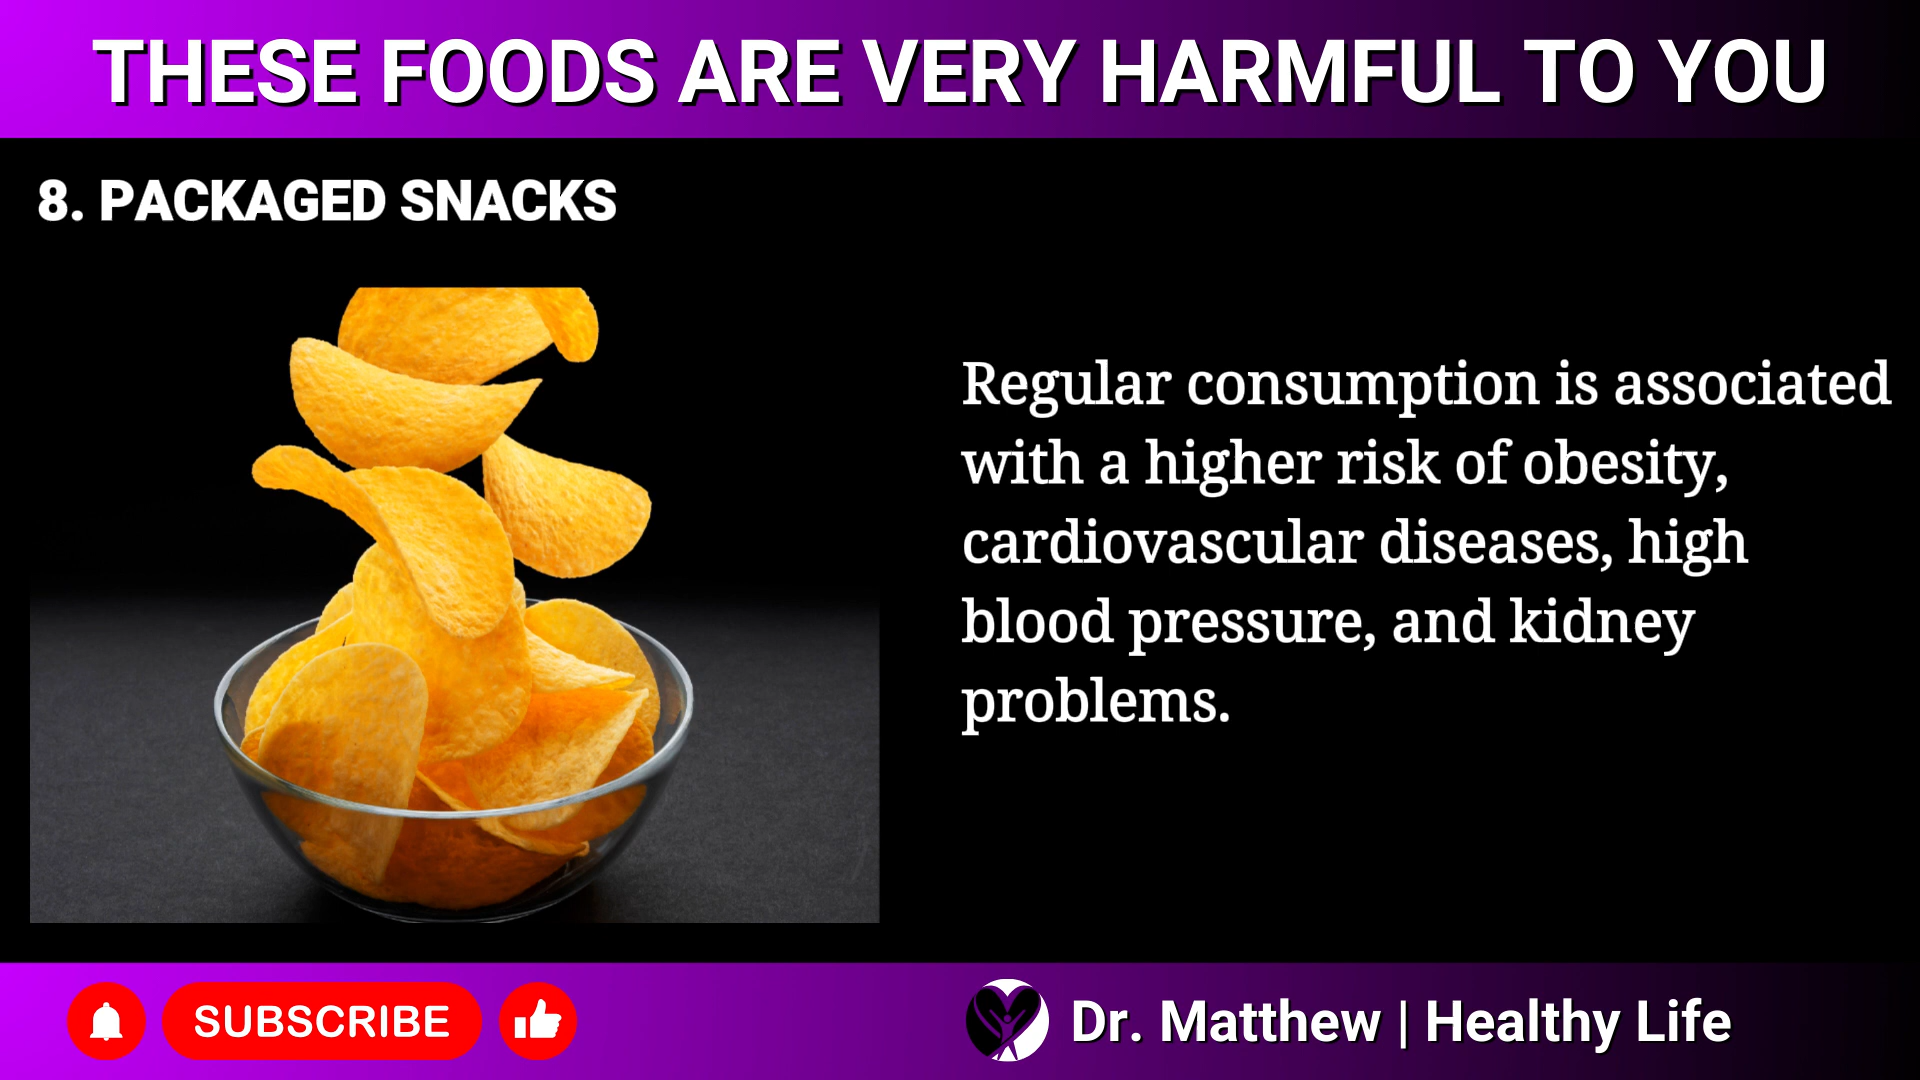 THESE FOODS ARE VERY HARMFUL TO YOU
8. PACKAGED SNACKS
Regular consumption is associated
with a higher risk of obesity,
cardiovascular diseases, high
blood pressure, and kidney
problems.
SUBSCRIBE
Dr. Matthew | Healthy Life